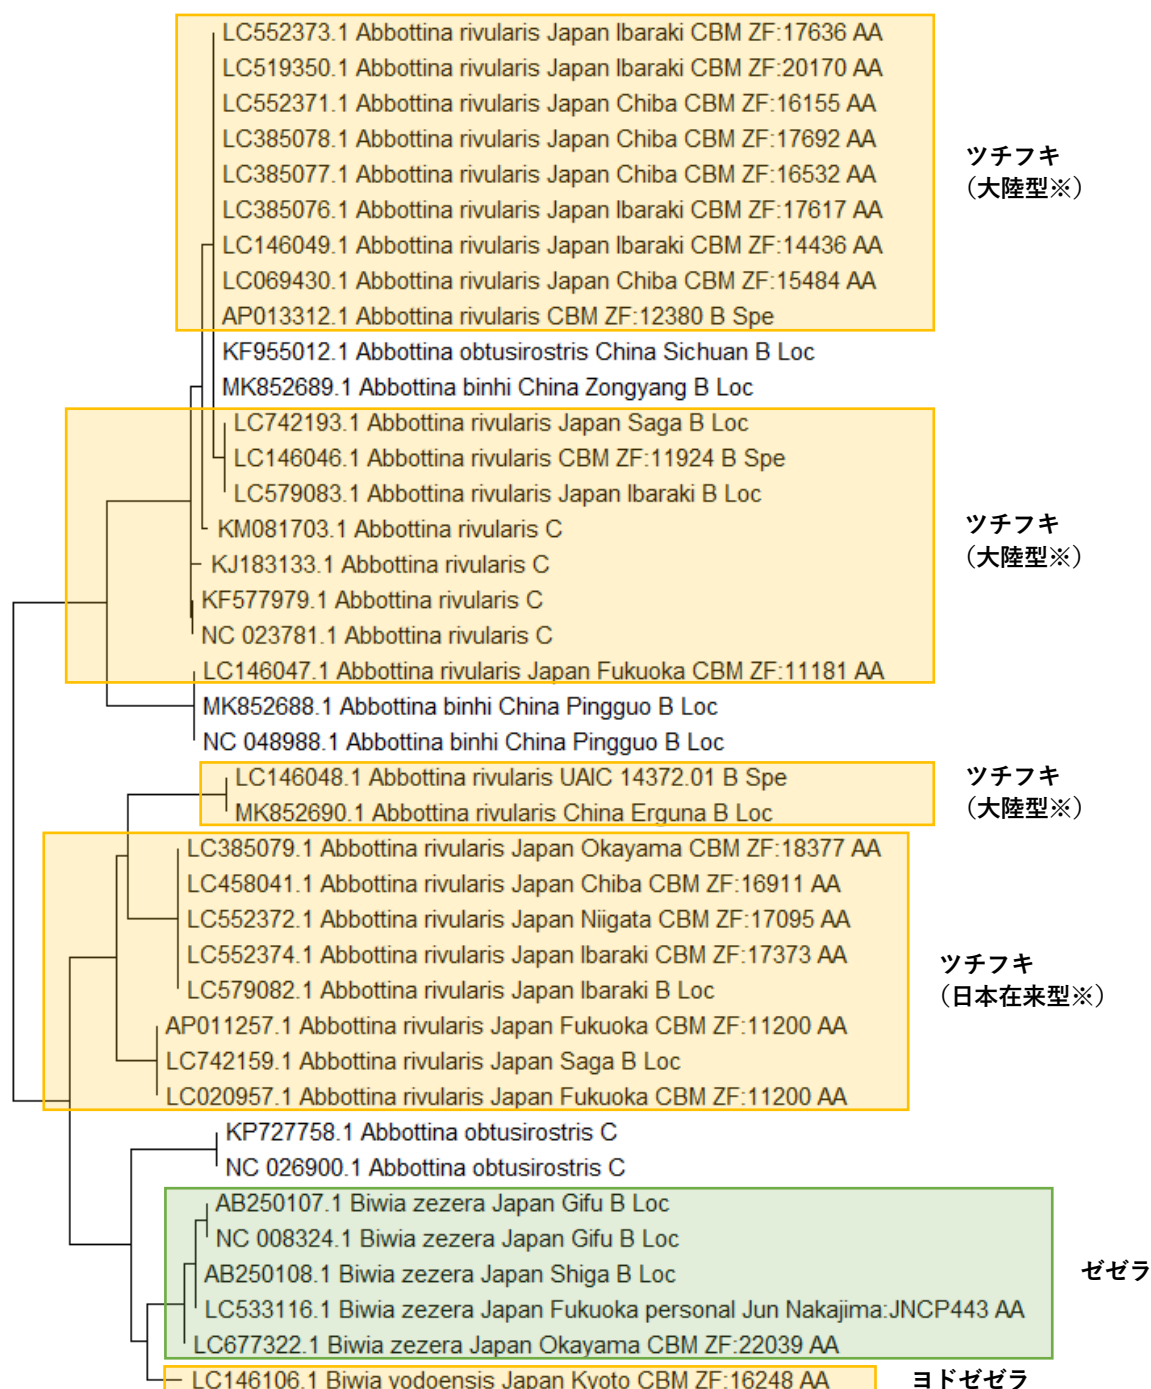 LC552373.1 Abbottina rivularis Japan Ibaraki CBM ZF:17636 AA
LC519350.1 Abbottina rivularis Japan Ibaraki CBM ZF:20170 AA
LC552371.1 Abbottina rivularis Japan Chiba CBM ZF:16155 AA
LC385078.1 Abbottina rivularis Japan Chiba CBM ZF:17692 AA
LC385077.1 Abbottina rivularis Japan Chiba CBM ZF:16532 AA
LC385076.1 Abbottina rivularis Japan Ibaraki CBM ZF:17617 AA
LC146049.1 Abbottina rivularis Japan Ibaraki CBM ZF:14436 AA
LC069430.1 Abbottina rivularis Japan Chiba CBM ZF:15484 AA
AP013312.1 Abbottina rivularis CBM ZF:12380 B Spe
ツチフキ
（大陸型※）
KF955012.1 Abbottina obtusirostris China Sichuan B Loc
MK852689.1 Abbottina binhi China Zongyang B Loc
LC742193.1 Abbottina rivularis Japan Saga B Loc
LC146046.1 Abbottina rivularis CBM ZF:11924 B Spe
LC579083.1 Abbottina rivularis Japan Ibaraki B Loc
KM081703.1 Abbottina rivularis C
KJ183133.1 Abbottina rivularis C
KF577979.1 Abbottina rivularis C
NC 023781.1 Abbottina rivularis C
LC146047.1 Abbottina rivularis Japan Fukuoka CBM ZF:11181 AA
ツチフキ
（大陸型※）
MK852688.1 Abbottina binhi China Pingguo B Loc
NC 048988.1 Abbottina binhi China Pingguo B Loc
LC146048.1 Abbottina rivularis UAIC 14372.01 B Spe
MK852690.1 Abbottina rivularis China Erguna B Loc
ツチフキ
（大陸型※）
LC385079.1 Abbottina rivularis Japan Okayama CBM ZF:18377 AA
LC458041.1 Abbottina rivularis Japan Chiba CBM ZF:16911 AA
LC552372.1 Abbottina rivularis Japan Niigata CBM ZF:17095 AA
LC552374.1 Abbottina rivularis Japan Ibaraki CBM ZF:17373 AA
LC579082.1 Abbottina rivularis Japan Ibaraki B Loc
AP011257.1 Abbottina rivularis Japan Fukuoka CBM ZF:11200 AA
LC742159.1 Abbottina rivularis Japan Saga B Loc
LC020957.1 Abbottina rivularis Japan Fukuoka CBM ZF:11200 AA
ツチフキ
（日本在来型※）
KP727758.1 Abbottina obtusirostris C
NC 026900.1 Abbottina obtusirostris C
AB250107.1 Biwia zezera Japan Gifu B Loc
NC 008324.1 Biwia zezera Japan Gifu B Loc
AB250108.1 Biwia zezera Japan Shiga B Loc
LC533116.1 Biwia zezera Japan Fukuoka personal Jun Nakajima:JNCP443 AA
LC677322.1 Biwia zezera Japan Okayama CBM ZF:22039 AA
ゼゼラ
LC146106.1 Biwia yodoensis Japan Kyoto CBM ZF:16248 AA
ヨドゼゼラ